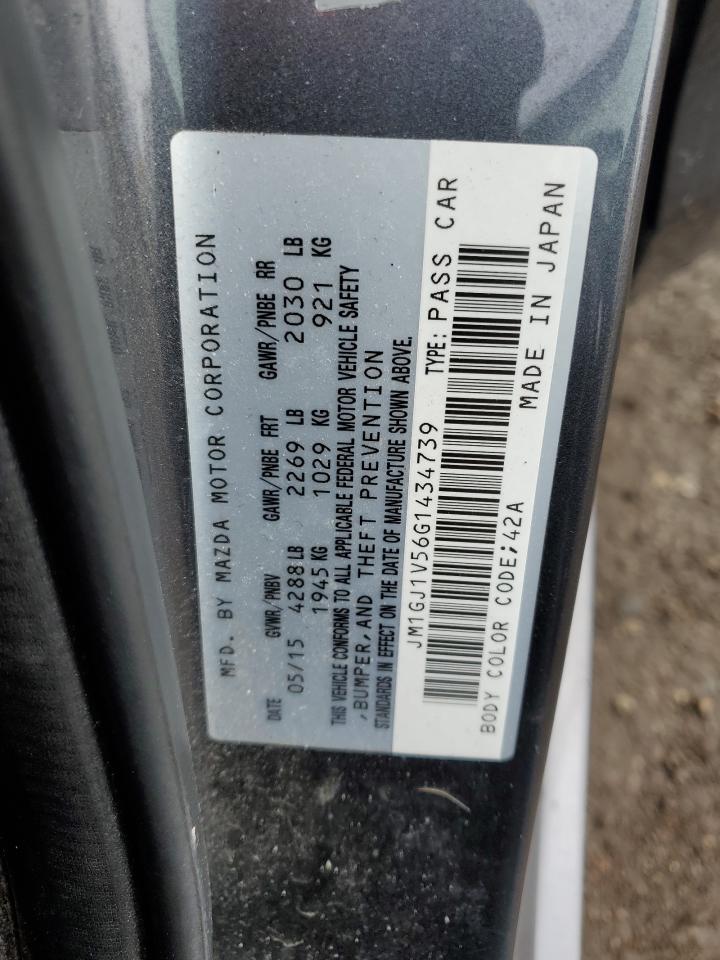 MFD. BY MAZDA MOTOR CORPORATION
DATE GVWR/PNBV GAWR/PNBE FRT GAWR/PNBE RR
05/15 4288 LB 2269 LB 2030 LB
1945 KG 1029 KG 921 KG
THIS VEHICLE CONFORMS TO ALL APPLICABLE FEDERAL MOTOR VEHICLE SAFETY
,BUMPER,AND THEFT PREVENTION
STANDARDS IN EFFECT ON THE DATE OF MANUFACTURE SHOWN ABOVE.
JM1GJ1V56G1434739 TYPE: PASS CAR
BODY COLOR CODE;42A MADE IN JAPAN